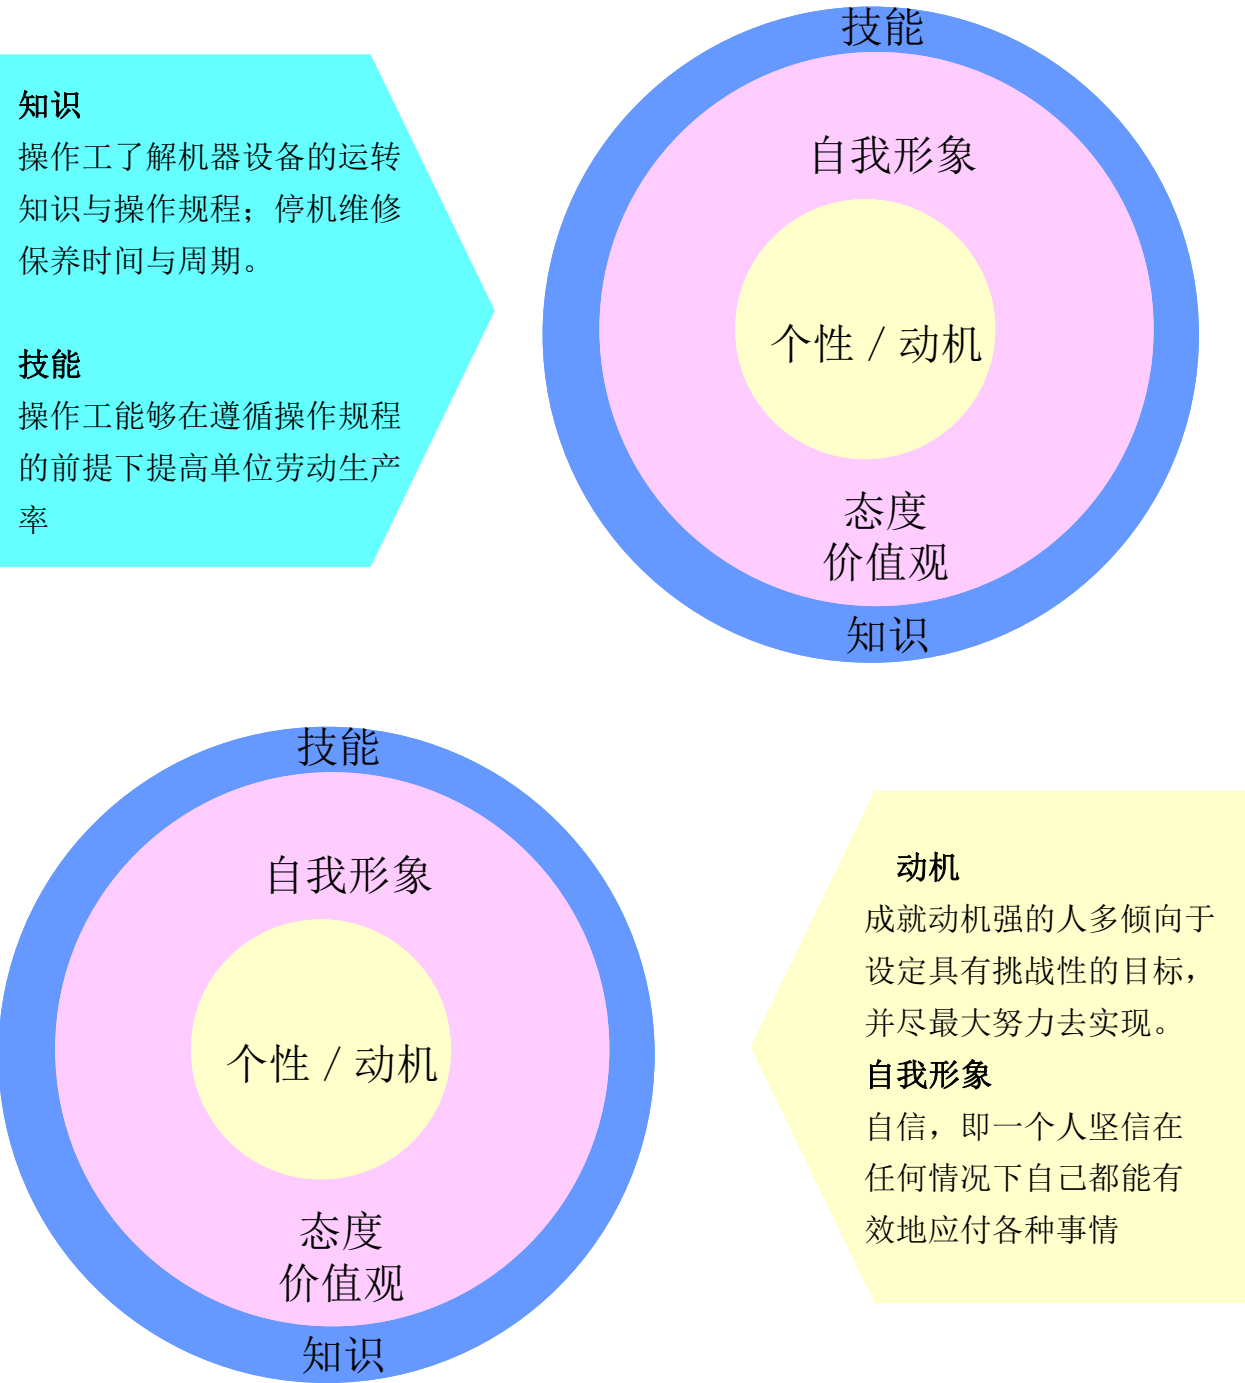 知识
操作工了解机器设备的运转
知识与操作规程；停机维修
保养时间与周期。
技能
操作工能够在遵循操作规程
的前提下提高单位劳动生产
率
技能
自我形象
个性 / 动机
态度
价值观
知识
技能
自我形象
个性 / 动机
态度
价值观
知识
动机
成就动机强的人多倾向于
设定具有挑战性的目标，
并尽最大努力去实现。
自我形象
自信，即一个人坚信在
任何情况下自己都能有
效地应付各种事情